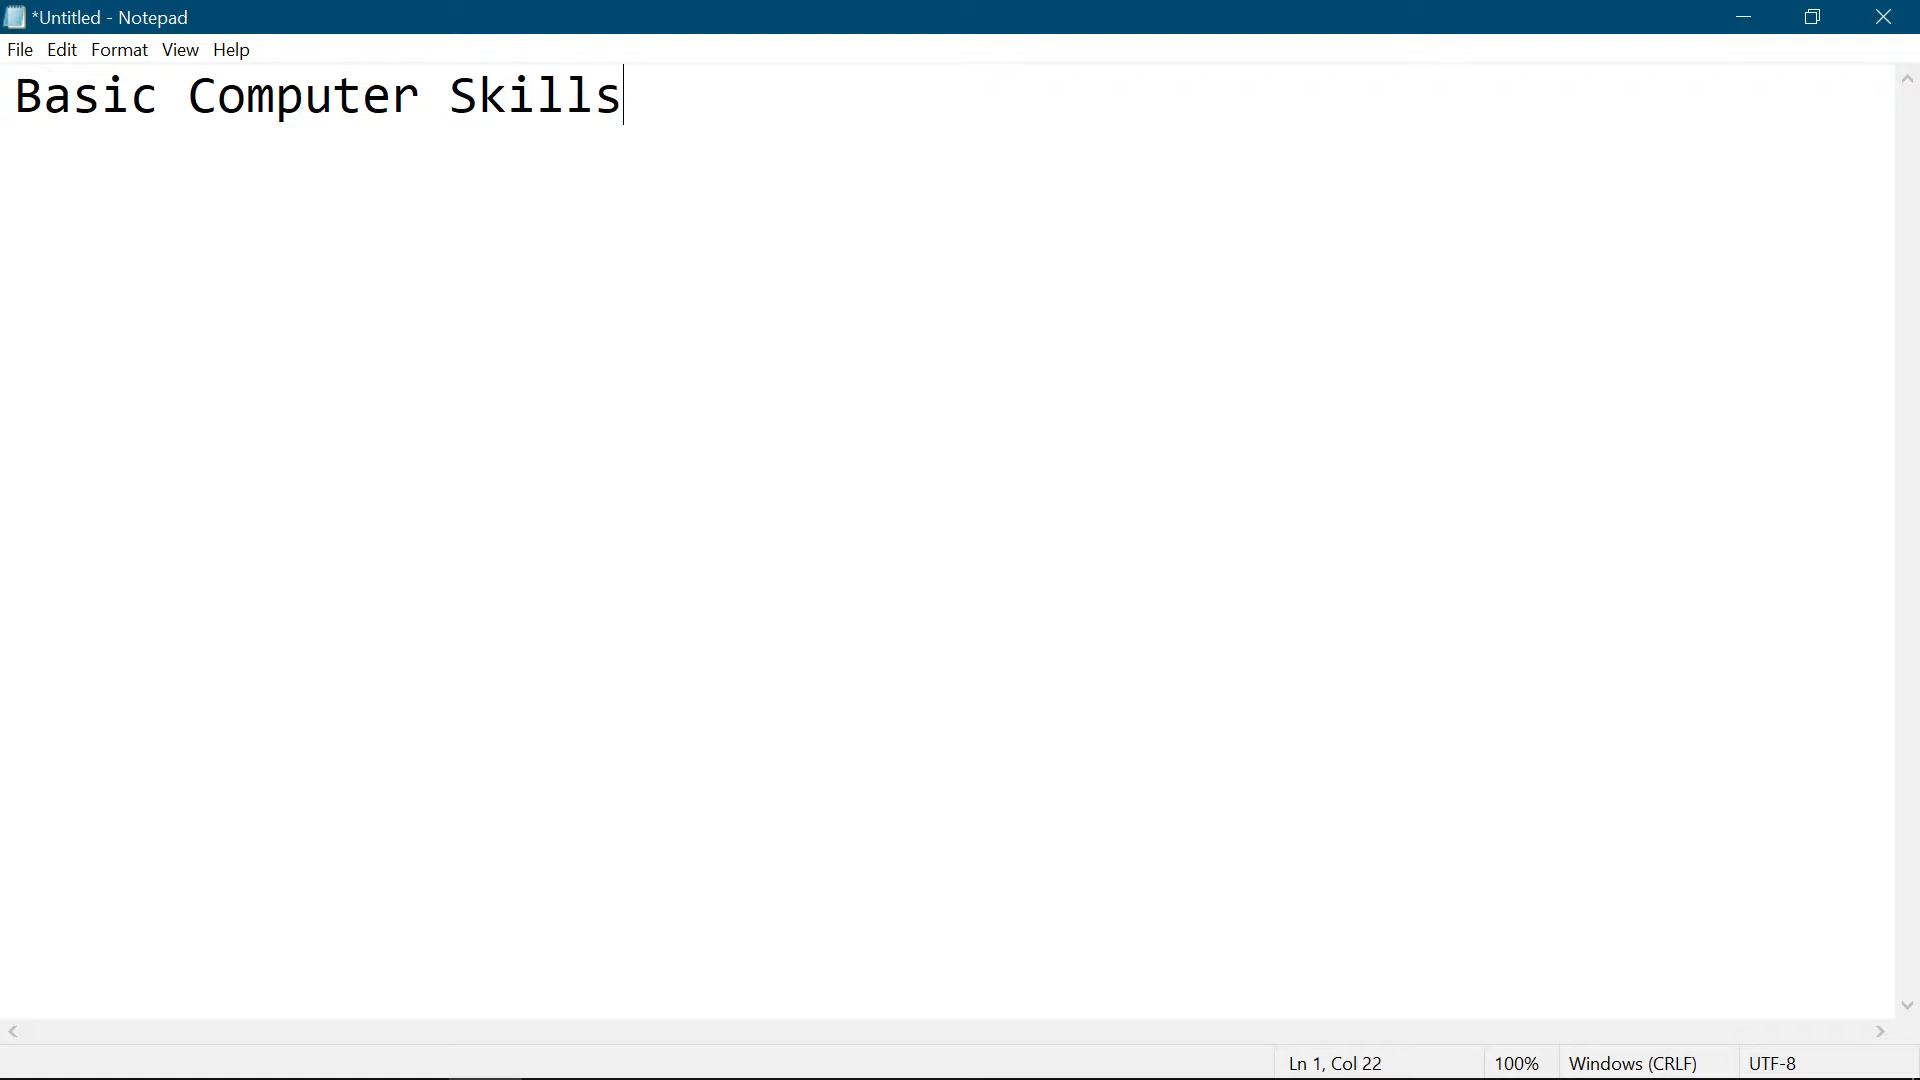 *Untitled - Notepad
File Edit Format View Help
Basic Computer Skills
Ln 1, Col 22 100% Windows (CRLF) UTF-8